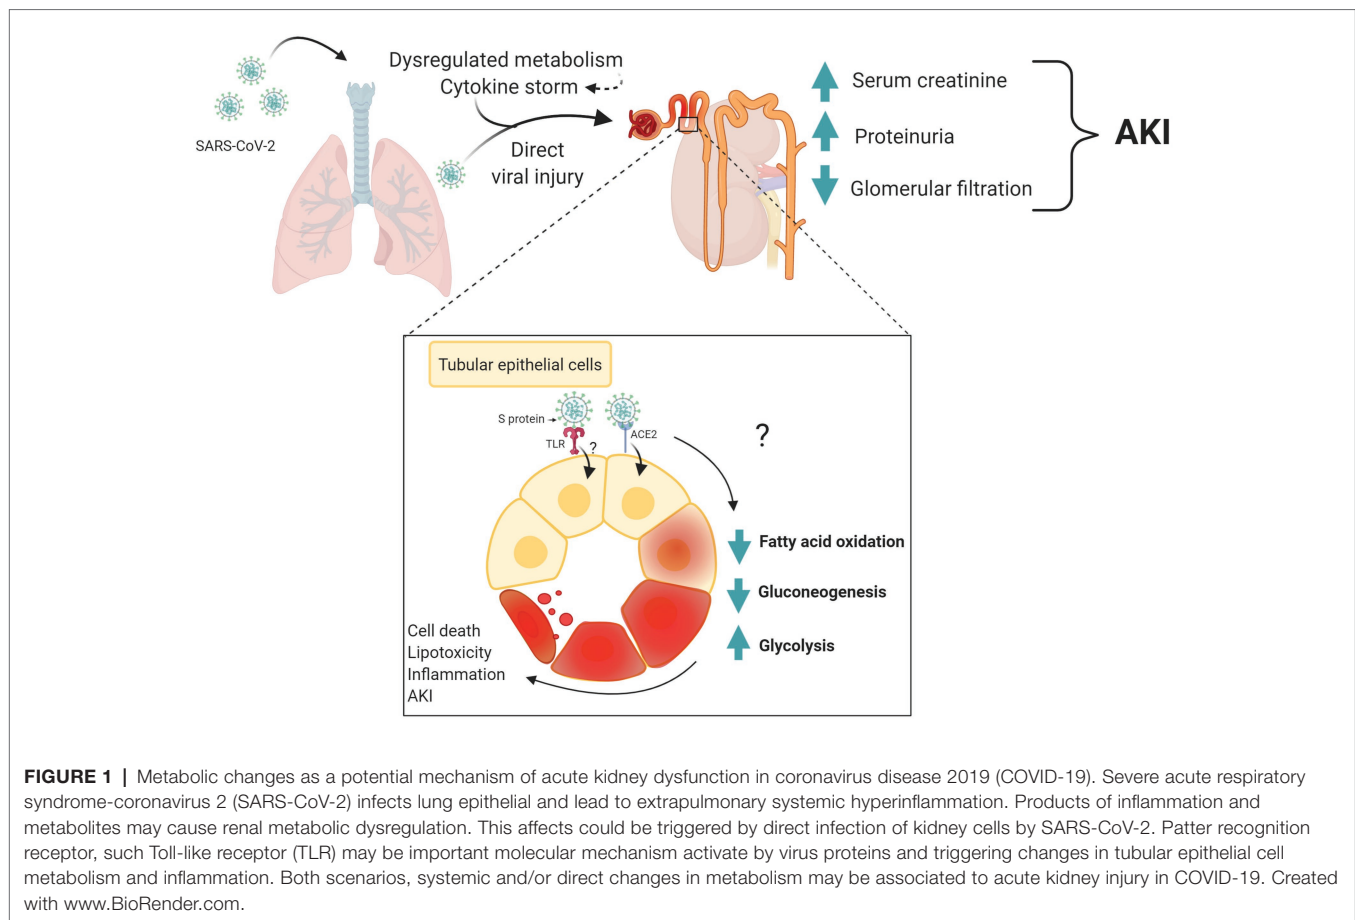 SARS-CoV-2
Dysregulated metabolism
Cytokine storm
Direct
viral injury
Serum creatinine
Proteinuria
Glomerular filtration
AKI
Tubular epithelial cells
S protein
TLR
?
ACE2
?
Fatty acid oxidation
Gluconeogenesis
Glycolysis
Cell death
Lipotoxicity
Inflammation
AKI
FIGURE 1 | Metabolic changes as a potential mechanism of acute kidney dysfunction in coronavirus disease 2019 (COVID-19). Severe acute respiratory
syndrome-coronavirus 2 (SARS-CoV-2) infects lung epithelial and lead to extrapulmonary systemic hyperinflammation. Products of inflammation and
metabolites may cause renal metabolic dysregulation. This affects could be triggered by direct infection of kidney cells by SARS-CoV-2. Patter recognition
receptor, such Toll-like receptor (TLR) may be important molecular mechanism activate by virus proteins and triggering changes in tubular epithelial cell
metabolism and inflammation. Both scenarios, systemic and/or direct changes in metabolism may be associated to acute kidney injury in COVID-19. Created
with www.BioRender.com.